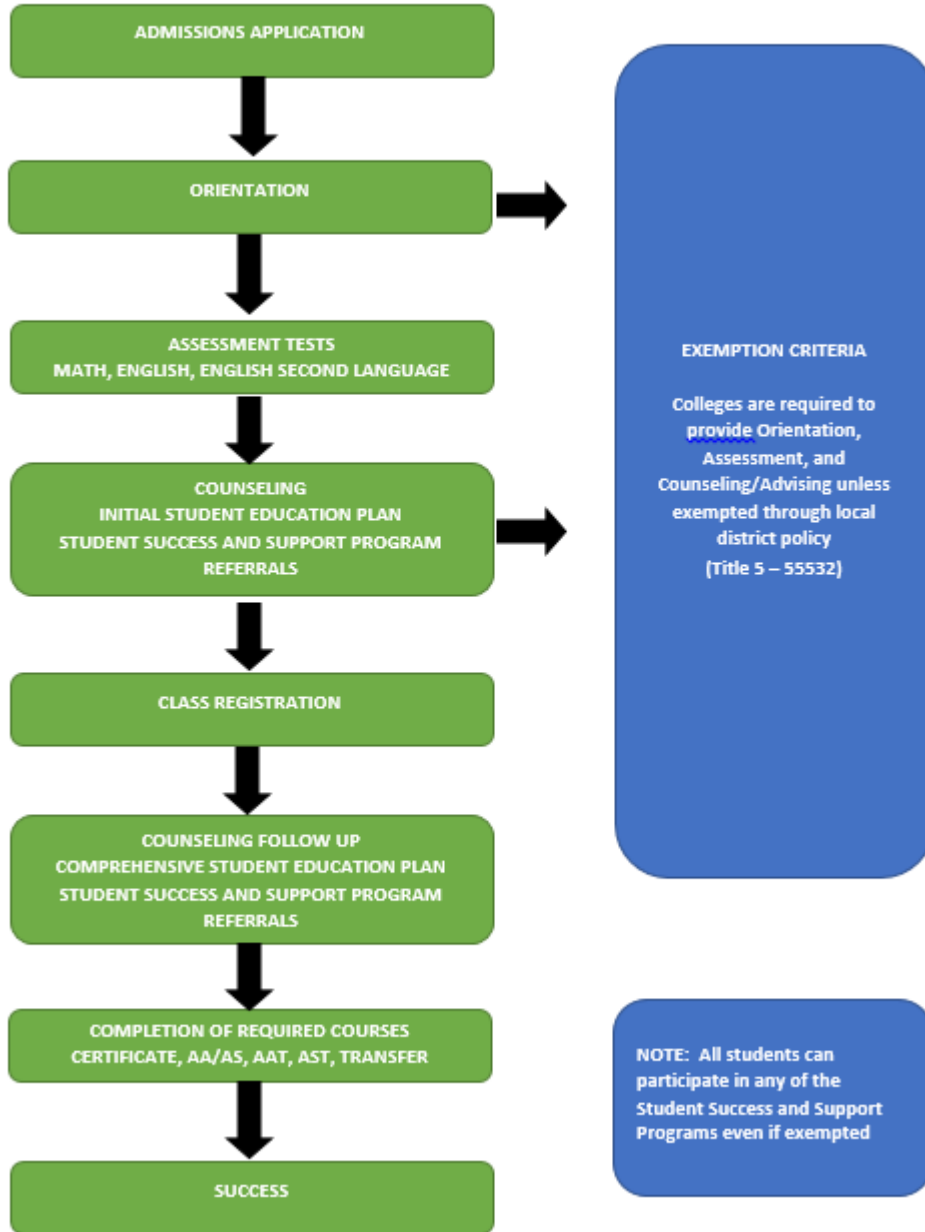 ADMISSIONS APPLICATION
ORIENTATION
ASSESSMENT TESTS
MATH, ENGLISH, ENGLISH SECOND LANGUAGE
COUNSELING
INITIAL STUDENT EDUCATION PLAN
STUDENT SUCCESS AND SUPPORT PROGRAM
REFERRALS
CLASS REGISTRATION
COUNSELING FOLLOW UP
COMPREHENSIVE STUDENT EDUCATION PLAN
STUDENT SUCCESS AND SUPPORT PROGRAM
REFERRALS
COMPLETION OF REQUIRED COURSES
CERTIFICATE, AA/AS, AAT, AST, TRANSFER
SUCCESS
EXEMPTION CRITERIA
Colleges are required to
provide Orientation,
Assessment, and
Counseling/Advising unless
exempted through local
district policy
(Title 5 – 55532)
NOTE: All students can
participate in any of the
Student Success and Support
Programs even if exempted